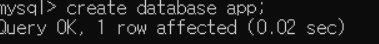 mysql> create database app;
Query OK, 1 row affected (0.02 sec)